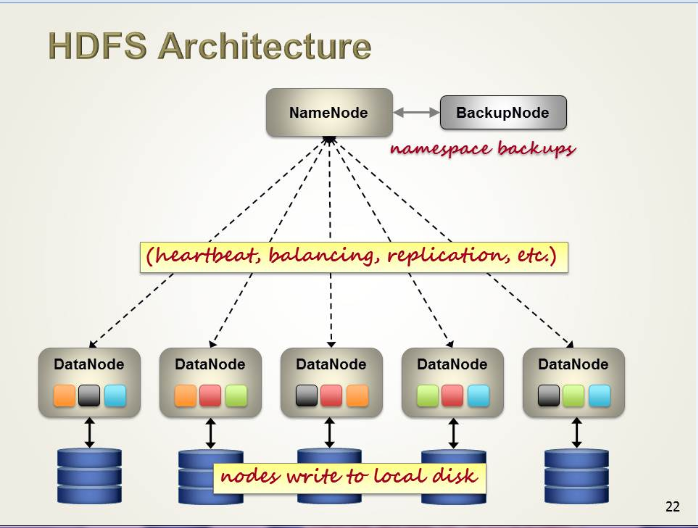 HDFS Architecture
NameNode
BackupNode
namespace backups
(heartbeat, balancing, replication, etc.)
DataNode
DataNode
DataNode
DataNode
DataNode
nodes write to local disk
22